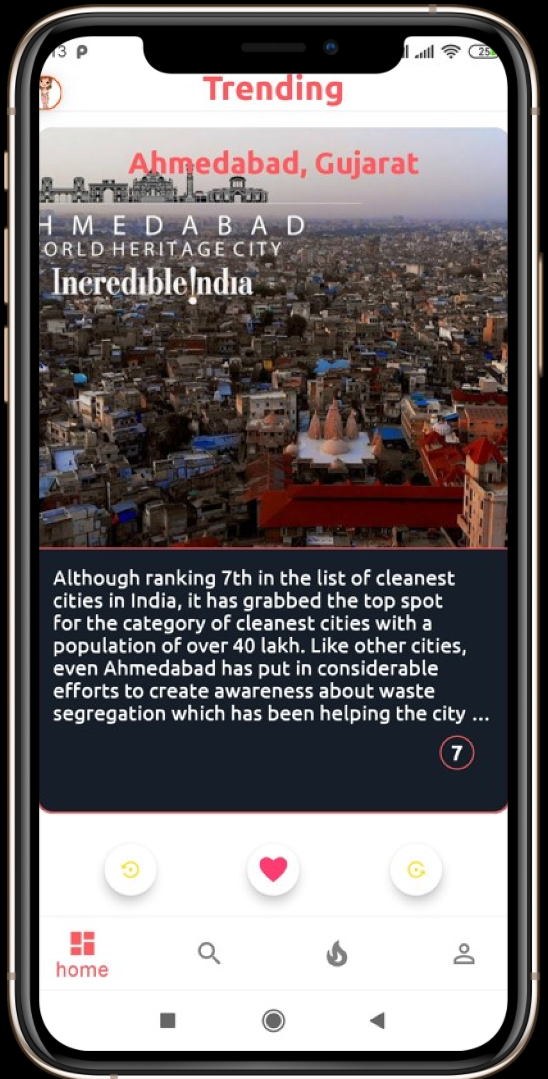 13 P
25
Trending
Ahmedabad, Gujarat
HMEDABAD
ORLD HERITAGE CITY
Incredible!ndia
Although ranking 7th in the list of cleanest
cities in India, it has grabbed the top spot
for the category of cleanest cities with a
population of over 40 lakh. Like other cities,
even Ahmedabad has put in considerable
efforts to create awareness about waste
segregation which has been helping the city ...
7
home